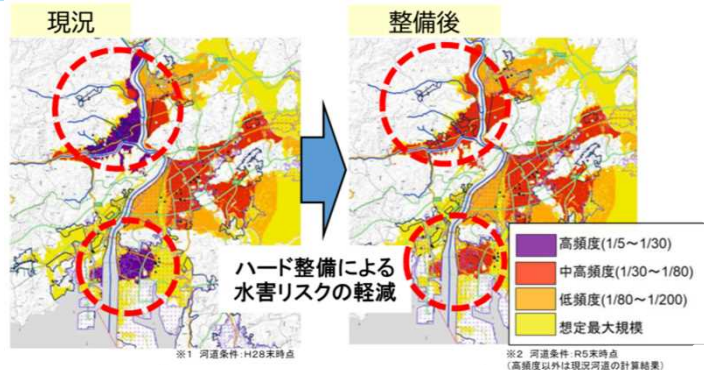 現況
整備後
ハード整備による
水害リスクの軽減
高頻度(1/5～1/30)
中高頻度(1/30～1/80)
低頻度(1/80～1/200)
想定最大規模
※1 河道条件:H28末時点
※2 河道条件:R5末時点
(高頻度以外は現況河道の計算結果)